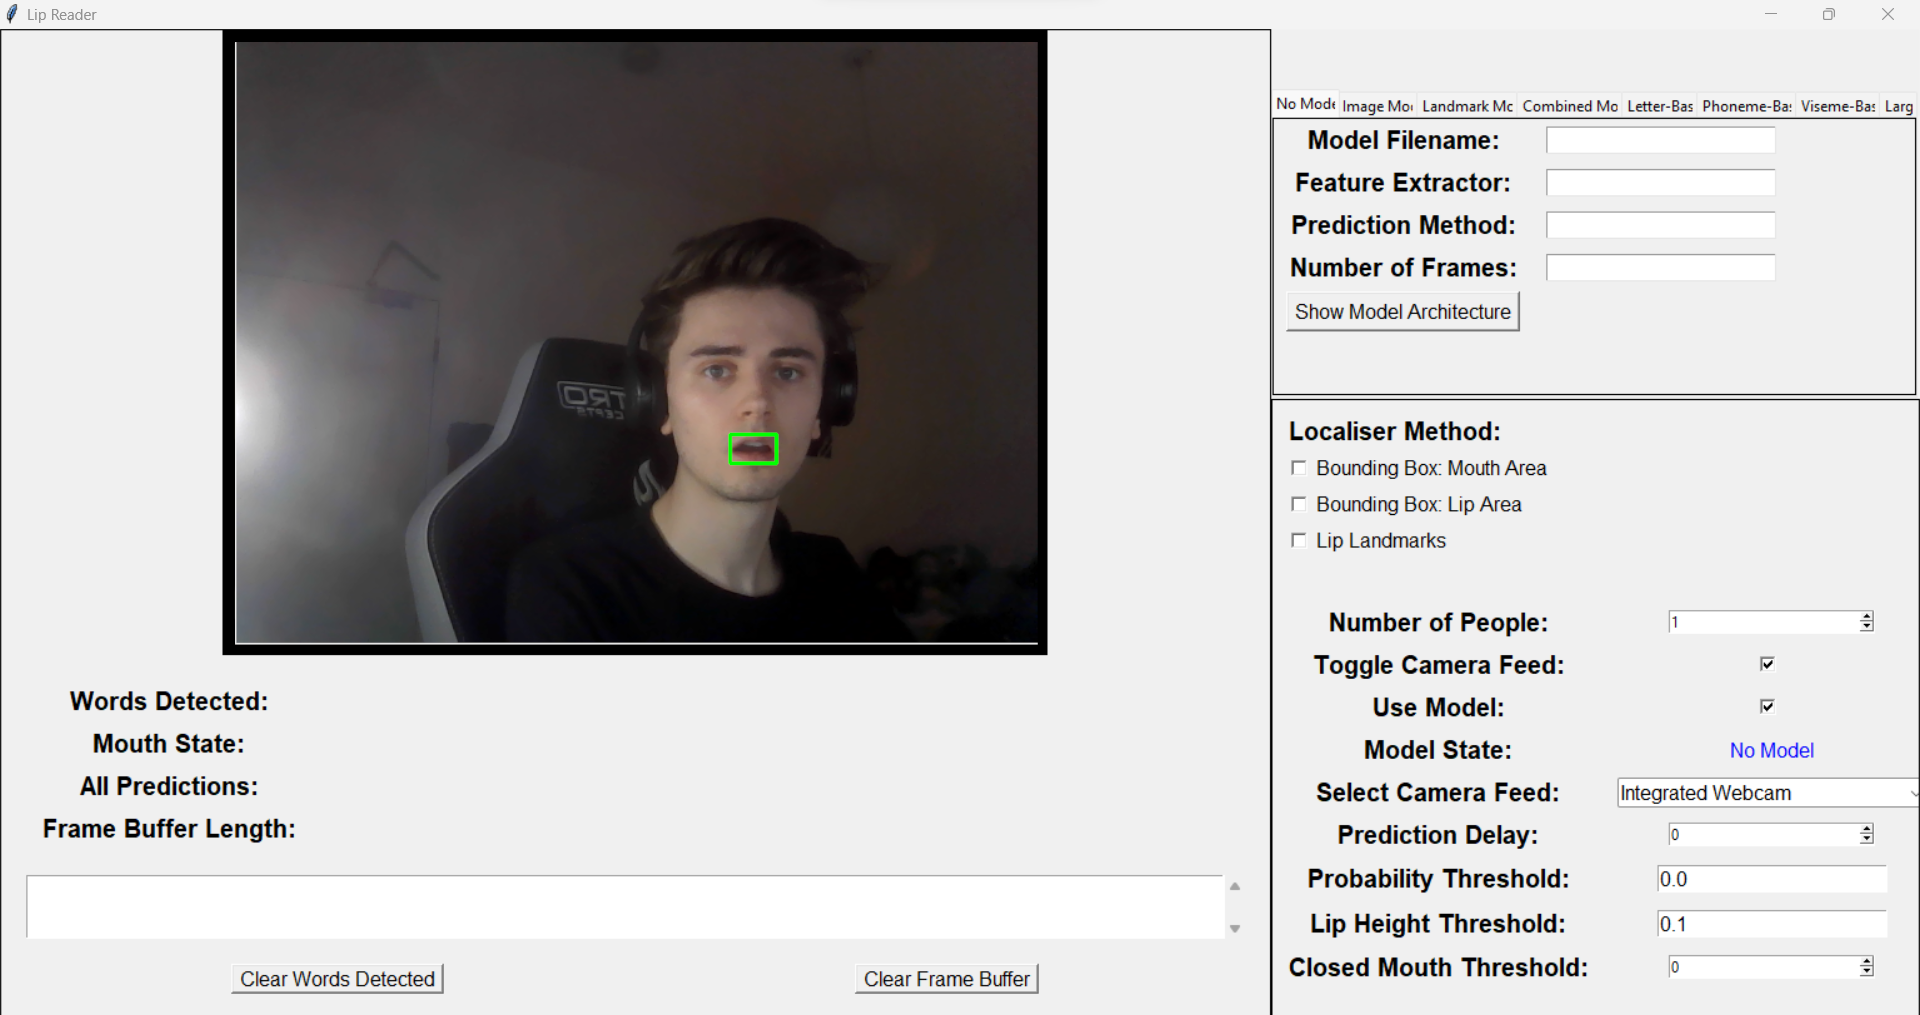 Lip Reader
No Mode
Image Mo
Landmark Mc
Combined Mo
Letter-Bas
Phoneme-Ba
Viseme-Bas
Larg
Model Filename:
Feature Extractor:
Prediction Method:
Number of Frames:
Show Model Architecture
Localiser Method:
Bounding Box: Mouth Area
Bounding Box: Lip Area
Lip Landmarks
Number of People: 1
Toggle Camera Feed:
Use Model:
Model State: No Model
Select Camera Feed: Integrated Webcam
Prediction Delay: 0
Probability Threshold: 0.0
Lip Height Threshold: 0.1
Closed Mouth Threshold: 0
Words Detected:
Mouth State:
All Predictions:
Frame Buffer Length:
Clear Words Detected
Clear Frame Buffer